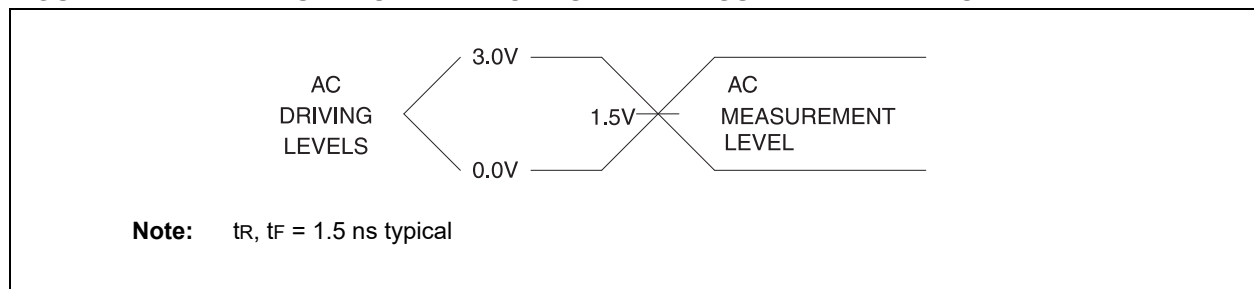 3.0V
AC
DRIVING
LEVELS
1.5V
AC
MEASUREMENT
LEVEL
0.0V
Note: tR, tF = 1.5 ns typical